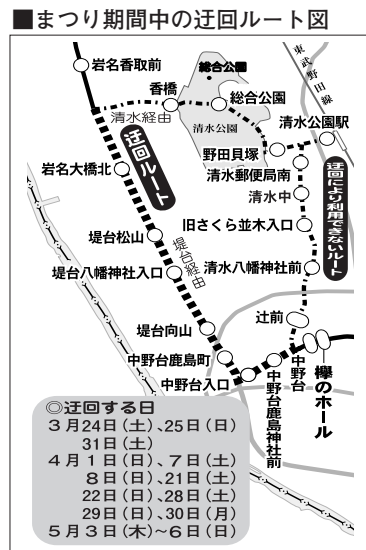 ■まつり期間中の迂回ルート図
岩名香取前
総合公園
東武野田線
香橋
総合公園
清水経由
清水公園
清水公園駅
野田貝塚
迂回ルート
岩名大橋北
清水郵便局南
清水中
迂回により利用できないルート
旧さくら並木入口
堤台松山
堤台経由
堤台八幡神社入口
清水八幡神社前
堤台向山
辻前
中野台鹿島町
中野台
欅のホール
中野台入口
中野台鹿島神社前
◎迂回する日
3月24日(土)、25日(日)
31日(土)
4月1日(日)、7日(土)
8日(日)、21日(土)
22日(日)、28日(土)
29日(日)、30日(月)
5月3日(木)~6日(日)